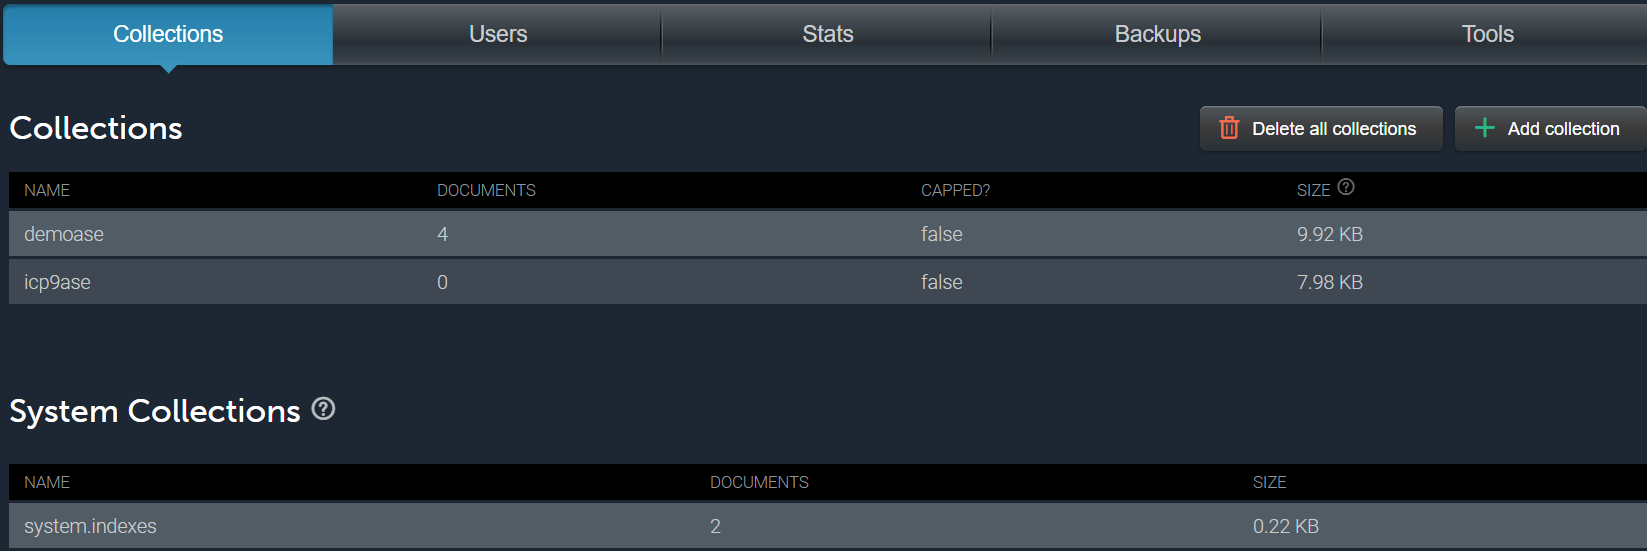 Collections Users Stats Backups Tools
Collections Delete all collections Add collection
NAME DOCUMENTS CAPPED? SIZE ?
demoase 4 false 9.92 KB
icp9ase 0 false 7.98 KB
System Collections ?
NAME DOCUMENTS SIZE
system.indexes 2 0.22 KB